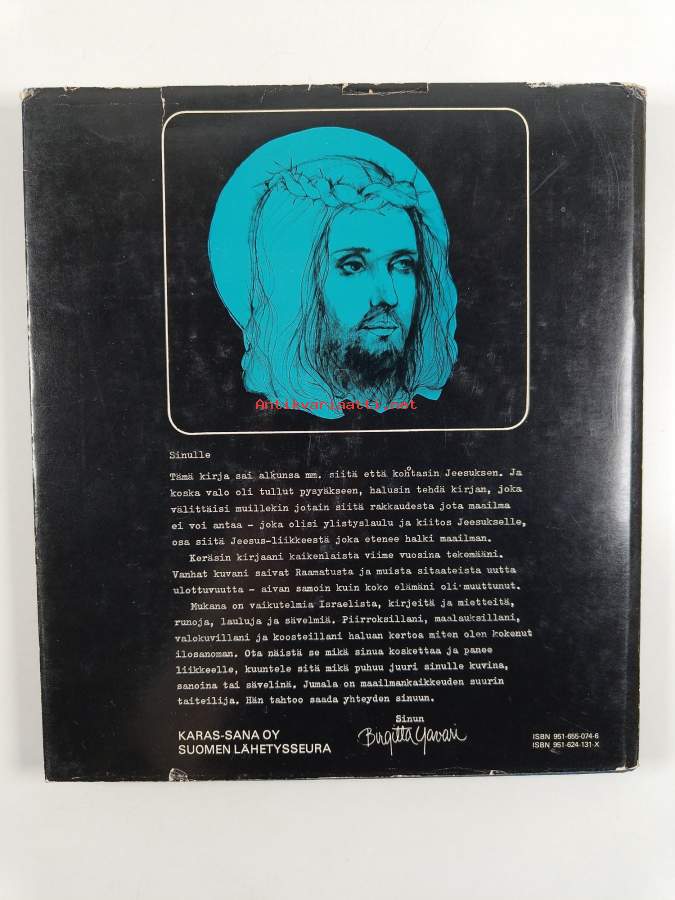 Antikvariaatti.net
Sinulle
Tämä kirja sai alkunsa mm. siitä että kohtasin Jeesuksen. Ja
koska valo oli tullut pysyäkseen, halusin tehdä kirjan, joka
välittäisi muillekin jotain siitä rakkaudesta jota maailma
ei voi antaa - joka olisi ylistyslaulu ja kiitos Jeesukselle,
osa siitä Jeesus-liikkeestä joka etenee halki maailman.
Keräsin kirjaani kaikenlaista viime vuosina tekemääni.
Vanhat kuvani saivat Raamatusta ja muista sitaateista uutta
ulottuvuutta - aivan samoin kuin koko elämäni oli muuttunut.
Mukana on vaikutelmia Israelista, kirjeitä ja mietteitä,
runoja, lauluja ja sävelmiä. Piirroksillani, maalauksillani,
valokuvillani ja koosteillani haluan kertoa miten olen kokenut
ilosanoman. Ota näistä se mikä sinua koskettaa ja panee
liikkeelle, kuuntele sitä mikä puhuu juuri sinulle kuvina,
sanoina tai sävelinä. Jumala on maailmankaikkeuden suurin
taiteilija. Hän tahtoo saada yhteyden sinuun.
Sinun
Birgitta Yavari
KARAS-SANA OY
SUOMEN LÄHETYSSEURA
ISBN 951-655-074-6
ISBN 951-624-131-X